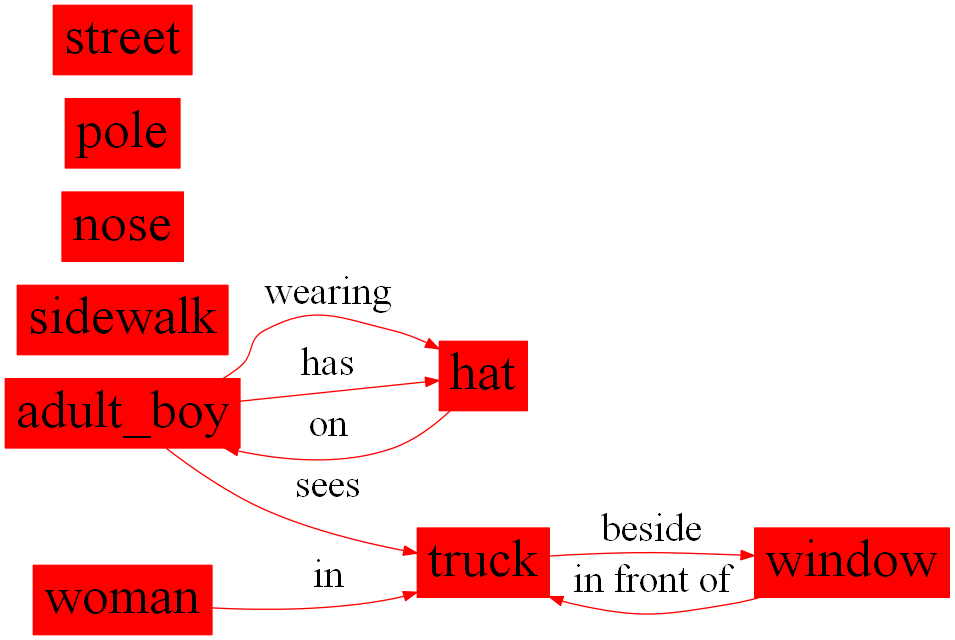 street
pole
nose
sidewalk
wearing
has
hat
adult_boy
on
sees
beside
truck
window
in front of
in
woman